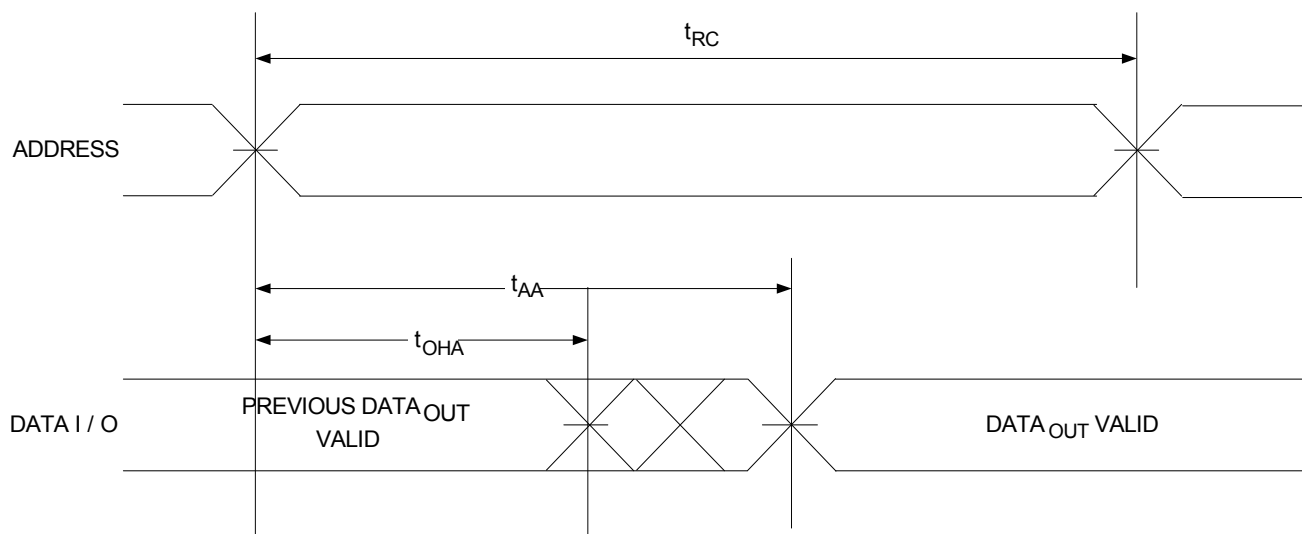 tRC
ADDRESS
tAA
tOHA
DATA I / O
PREVIOUS DATAOUT
VALID
DATAOUT VALID